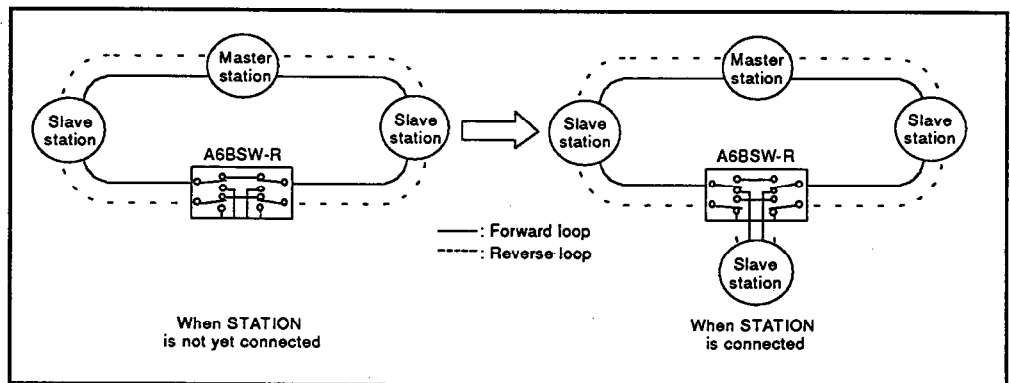 Master
station
Slave
station
Slave
station
A6BSW-R
When STATION
is not yet connected
Master
station
Slave
station
Slave
station
A6BSW-R
: Forward loop
: Reverse loop
Slave
station
When STATION
is connected